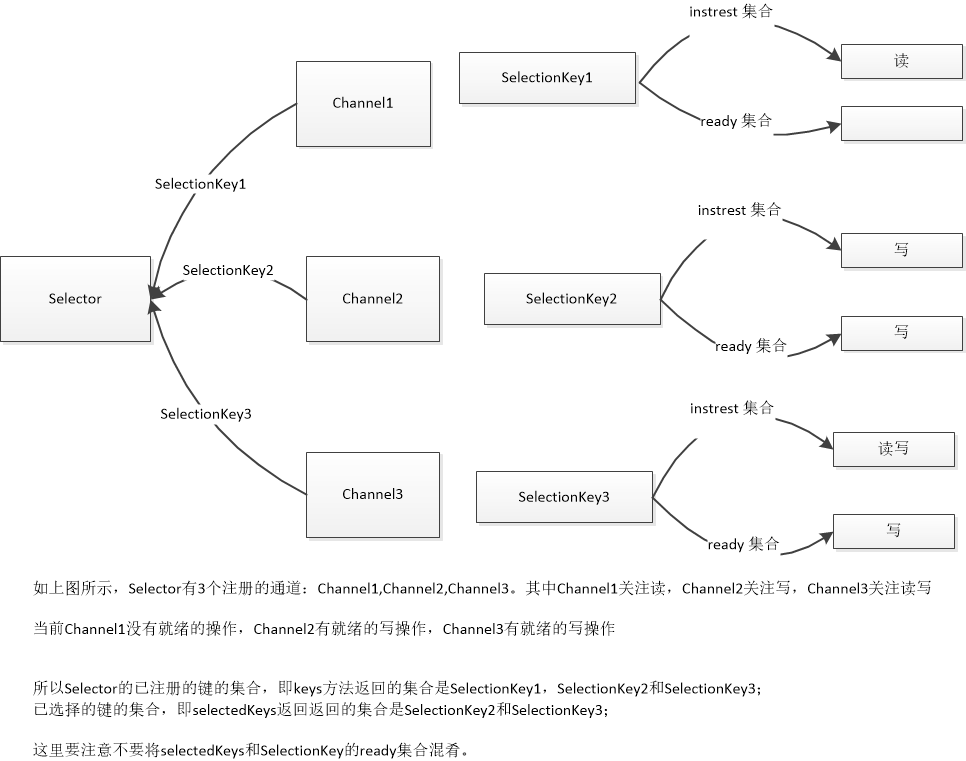 instrest 集合
读
SelectionKey1
Channel1
ready 集合
SelectionKey1
instrest 集合
写
SelectionKey2
Selector
Channel2
SelectionKey2
写
ready 集合
instrest 集合
SelectionKey3
读写
Channel3
SelectionKey3
写
ready 集合
如上图所示，Selector有3个注册的通道：Channel1,Channel2,Channel3。其中Channel1关注读，Channel2关注写，Channel3关注读写
当前Channel1没有就绪的操作，Channel2有就绪的写操作，Channel3有就绪的写操作
所以Selector的已注册的键的集合，即keys方法返回的集合是SelectionKey1，SelectionKey2和SelectionKey3；
已选择的键的集合，即selectedKeys返回返回的集合是SelectionKey2和SelectionKey3；
这里要注意不要将selectedKeys和SelectionKey的ready集合混肴。